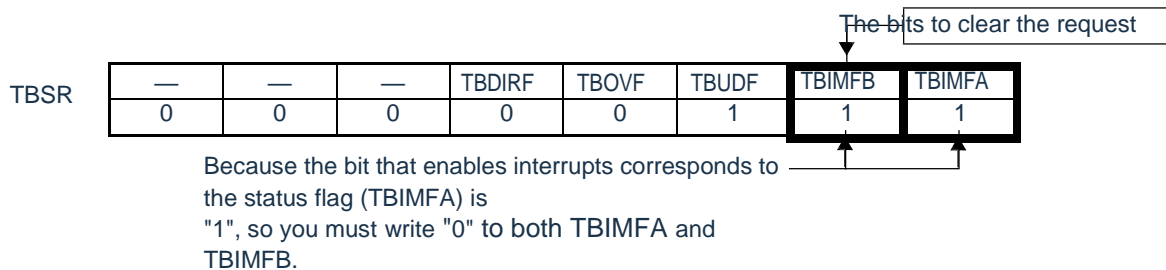 The bits to clear the request
TBSR
— — — TBDIRF TBOVF TBUDF TBIMFB TBIMFA
0 0 0 0 0 1 1 1
Because the bit that enables interrupts corresponds to
the status flag (TBIMFA) is
"1", so you must write "0" to both TBIMFA and
TBIMFB.